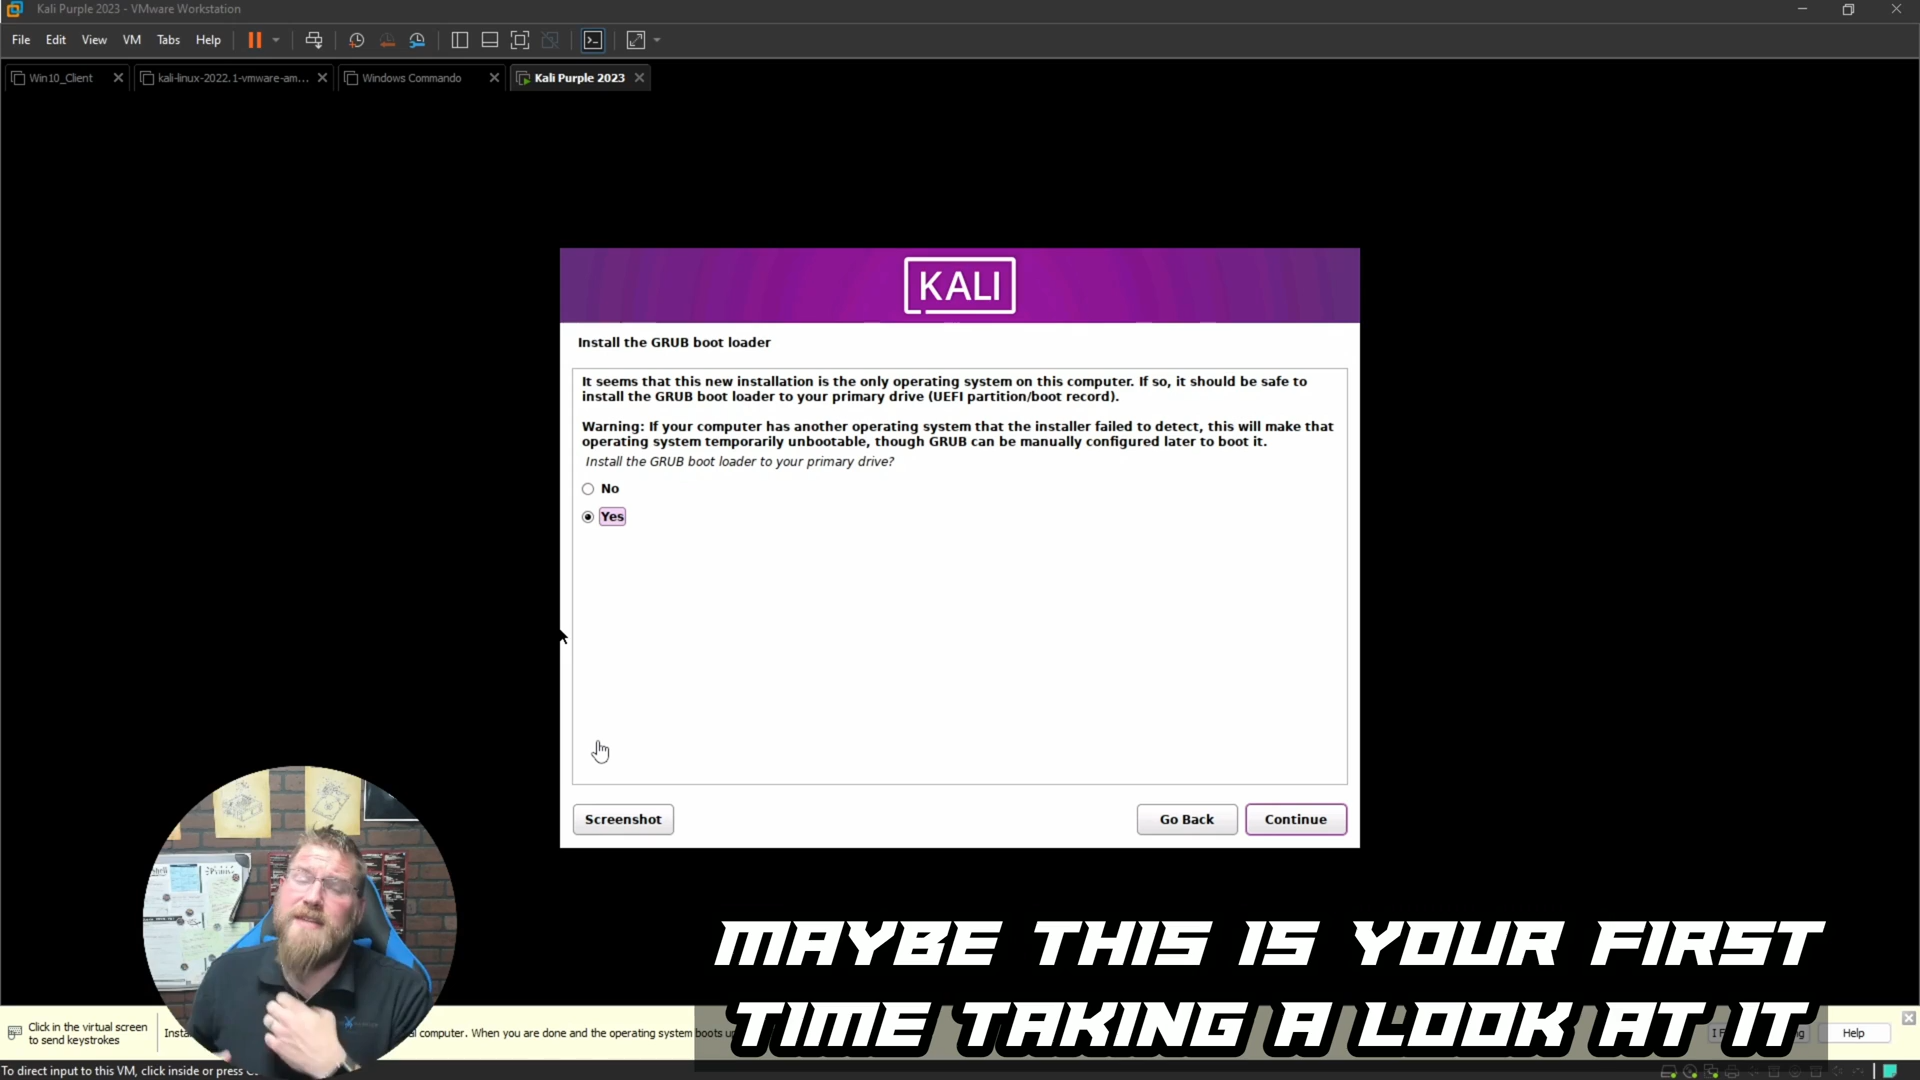 Kali Purple 2023 - VMware Workstation
File Edit View VM Tabs Help
Win10_Client kali-linux-2022.1-vmware-am... Windows Commando Kali Purple 2023
KALI
Install the GRUB boot loader
It seems that this new installation is the only operating system on this computer. If so, it should be safe to
install the GRUB boot loader to your primary drive (UEFI partition/boot record).
Warning: If your computer has another operating system that the installer failed to detect, this will make that
operating system temporarily unbootable, though GRUB can be manually configured later to boot it.
Install the GRUB boot loader to your primary drive?
No
Yes
Screenshot Go Back Continue
MAYBE THIS IS YOUR FIRST
TIME TAKING A LOOK AT IT
Click in the virtual screen
to send keystrokes
computer. When you are done and the operating system boots
Help
To direct input to this VM, click inside or press